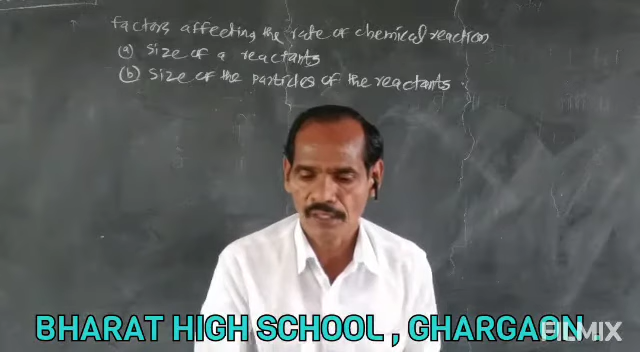 factors affecting the rate of chemical reaction
(a) Size of a reactants
(b) Size of the particles of the reactants.
BHARAT HIGH SCHOOL , GHARGAON .
FILMIX